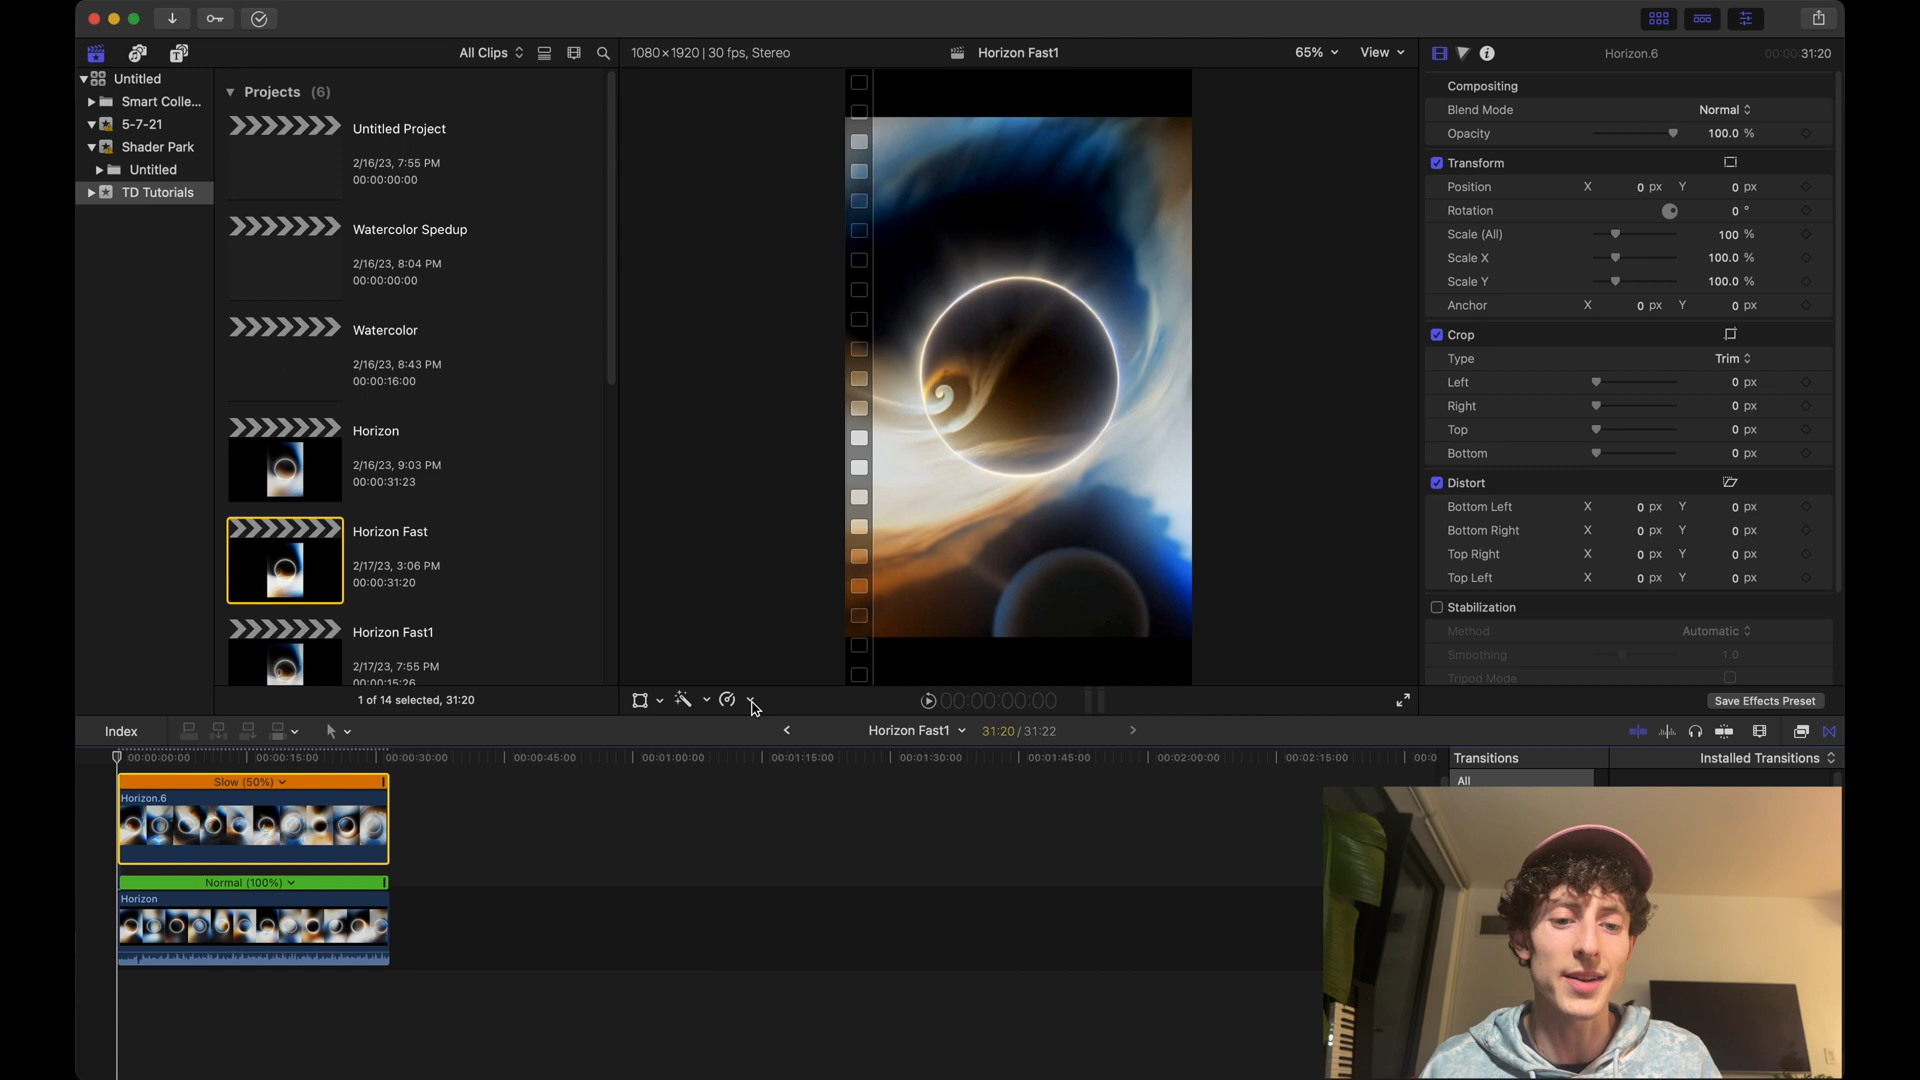 All Clips
1080×1920 | 30 fps, Stereo
Horizon Fast1
65%
View
Horizon.6
00:00:31:20
Untitled
Smart Colle...
5-7-21
Shader Park
Untitled
TD Tutorials
Projects (6)
Untitled Project
2/16/23, 7:55 PM
00:00:00:00
Watercolor Spedup
2/16/23, 8:04 PM
00:00:00:00
Watercolor
2/16/23, 8:43 PM
00:00:16:00
Horizon
2/16/23, 9:03 PM
00:00:31:23
Horizon Fast
2/17/23, 3:06 PM
00:00:31:20
Horizon Fast1
2/17/23, 7:55 PM
00:00:15:26
1 of 14 selected, 31:20
Compositing
Blend Mode Normal
Opacity 100.0 %
Transform
Position X 0 px Y 0 px
Rotation 0 °
Scale (All) 100 %
Scale X 100.0 %
Scale Y 100.0 %
Anchor X 0 px Y 0 px
Crop
Type Trim
Left 0 px
Right 0 px
Top 0 px
Bottom 0 px
Distort
Bottom Left X 0 px Y 0 px
Bottom Right X 0 px Y 0 px
Top Right X 0 px Y 0 px
Top Left X 0 px Y 0 px
Stabilization
Method Automatic
Smoothing 1.0
Tripod Mode
Save Effects Preset
00:00:00:00
Index
Horizon Fast1
31:20 / 31:22
00:00:00:00 00:00:15:00 00:00:30:00 00:00:45:00 00:01:00:00 00:01:15:00 00:01:30:00 00:01:45:00 00:02:00:00 00:02:15:00 00:0
Transitions
Installed Transitions
All
Slow (50%)
Horizon.6
Normal (100%)
Horizon